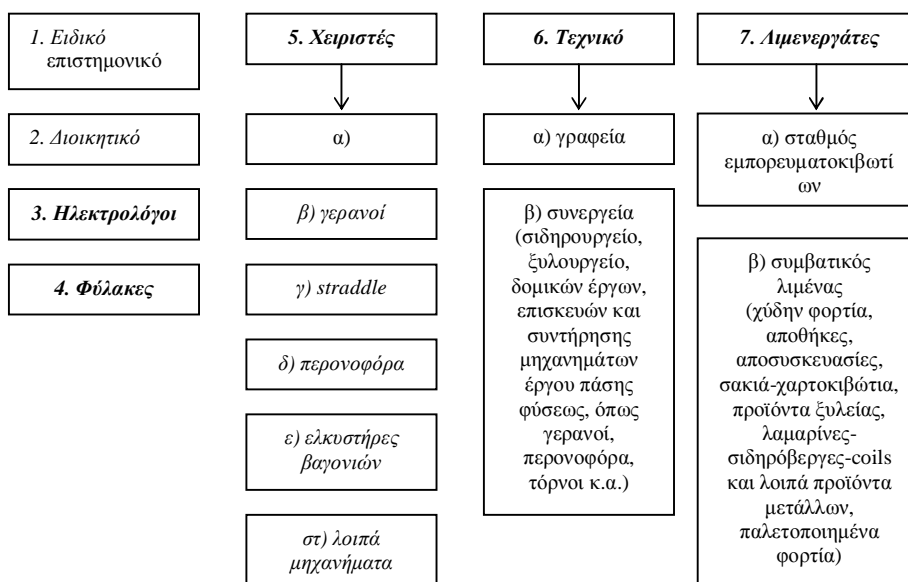 1. Ειδικό
επιστημονικό
2. Διοικητικό
3. Ηλεκτρολόγοι
4. Φύλακες
5. Χειριστές
α)
β) γερανοί
γ) straddle
δ) περονοφόρα
ε) ελκυστήρες
βαγονιών
στ) λοιπά
μηχανήματα
6. Τεχνικό
α) γραφεία
β) συνεργεία
(σιδηρουργείο,
ξυλουργείο,
δομικών έργων,
επισκευών και
συντήρησης
μηχανημάτων
έργου πάσης
φύσεως, όπως
γερανοί,
περονοφόρα,
τόρνοι κ.α.)
7. Λιμενεργάτες
α) σταθμός
εμπορευματοκιβωτί
ων
β) συμβατικός
λιμένας
(χύδην φορτία,
αποθήκες,
αποσυσκευασίες,
σακιά-χαρτοκιβώτια,
προϊόντα ξυλείας,
λαμαρίνες-
σιδηρόβεργες-coils
και λοιπά προϊόντα
μετάλλων,
παλετοποιημένα
φορτία)